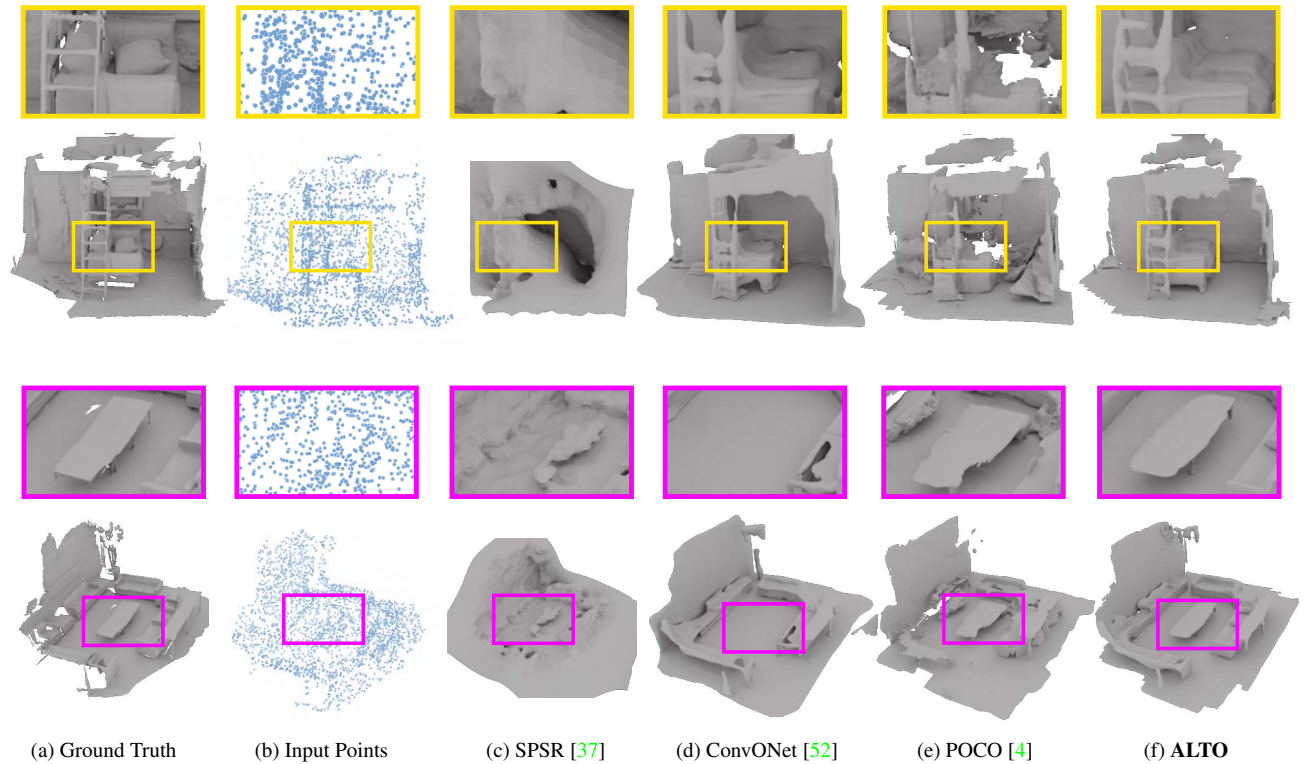 (a) Ground Truth (b) Input Points (c) SPSR [37] (d) ConvONet [52] (e) POCO [4] (f) ALTO